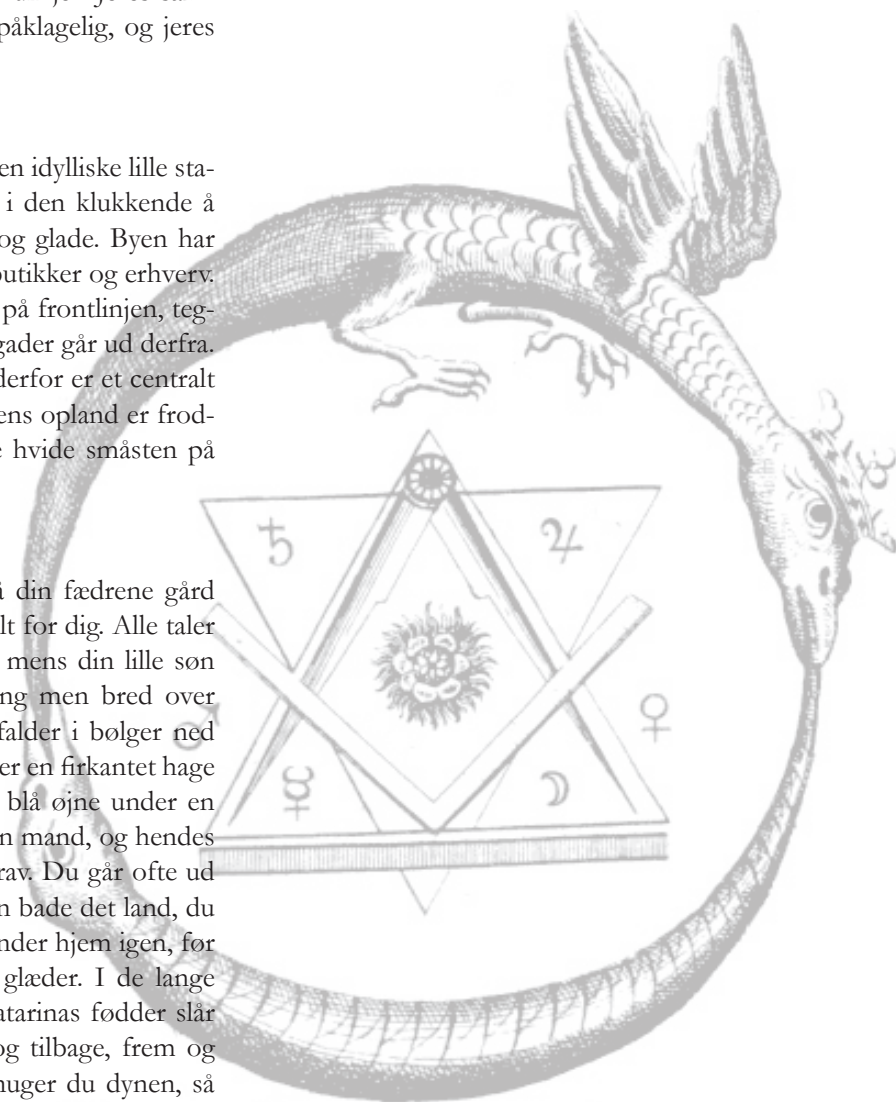 påklagelig, og jeres
en idylliske lille sta-
i den klukkende å
og glade. Byen har
butikker og erhverv.
på frontlinjen, teg-
gader går ud derfra.
derfor er et centralt
ens opland er frod-
e hvide småsten på
å din fædrene gård
lt for dig. Alle taler
mens din lille søn
ng men bred over
falder i bølger ned
er en firkantet hage
blå øjne under en
n mand, og hendes
rav. Du går ofte ud
n bade det land, du
nder hjem igen, før
glæder. I de lange
atarinas fødder slår
og tilbage, frem og
nuger du dynen, så